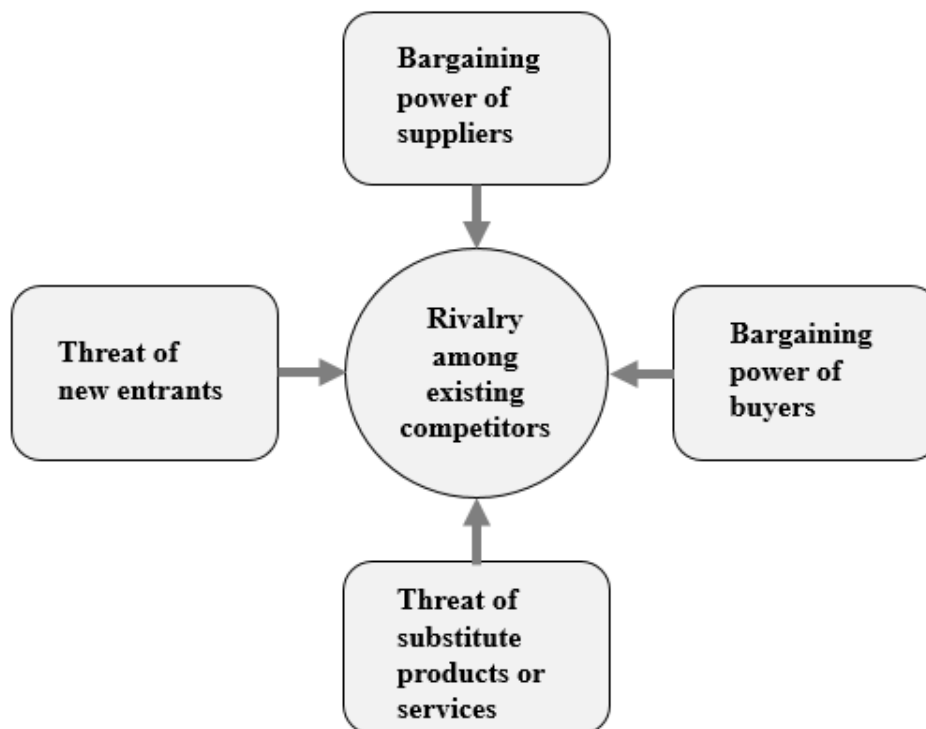 Bargaining
power of
suppliers
Threat of
new entrants
Rivalry
among
existing
competitors
Bargaining
power of
buyers
Threat of
substitute
products or
services